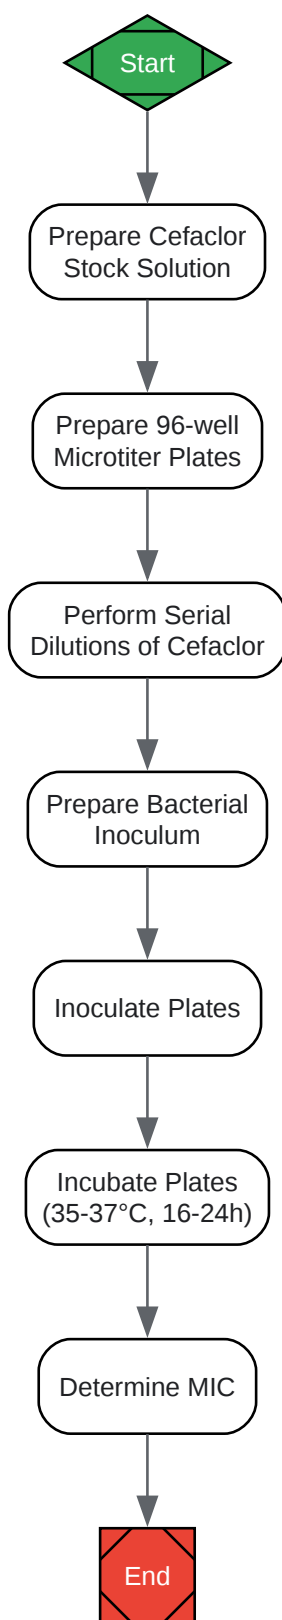 Start
Prepare Cefaclor
Stock Solution
Prepare 96-well
Microtiter Plates
Perform Serial
Dilutions of Cefaclor
Prepare Bacterial
Inoculum
Inoculate Plates
Incubate Plates
(35-37°C, 16-24h)
Determine MIC
End